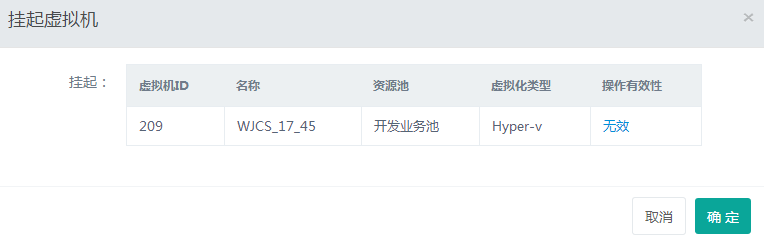 挂起虚拟机 ×
挂起：
虚拟机ID 名称 资源池 虚拟化类型 操作有效性
209 WJCS_17_45 开发业务池 Hyper-v 无效
取消 确 定